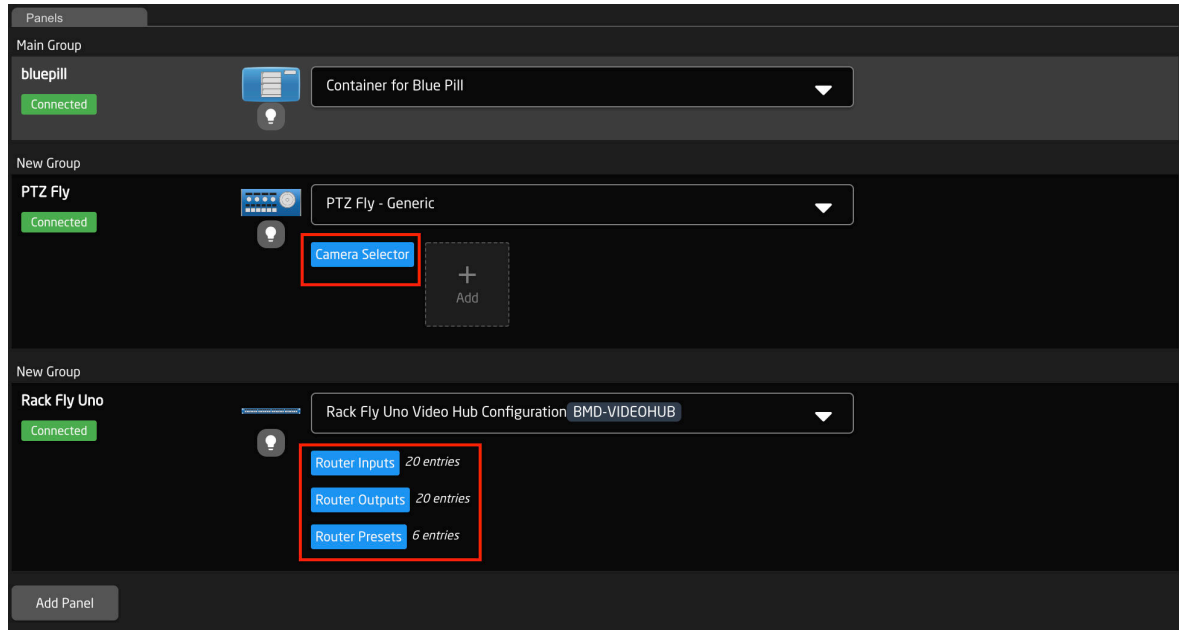 Panels
Main Group
bluepill
Connected
Container for Blue Pill
New Group
PTZ Fly
Connected
PTZ Fly - Generic
Camera Selector
Add
New Group
Rack Fly Uno
Connected
Rack Fly Uno Video Hub Configuration BMD-VIDEOHUB
Router Inputs 20 entries
Router Outputs 20 entries
Router Presets 6 entries
Add Panel